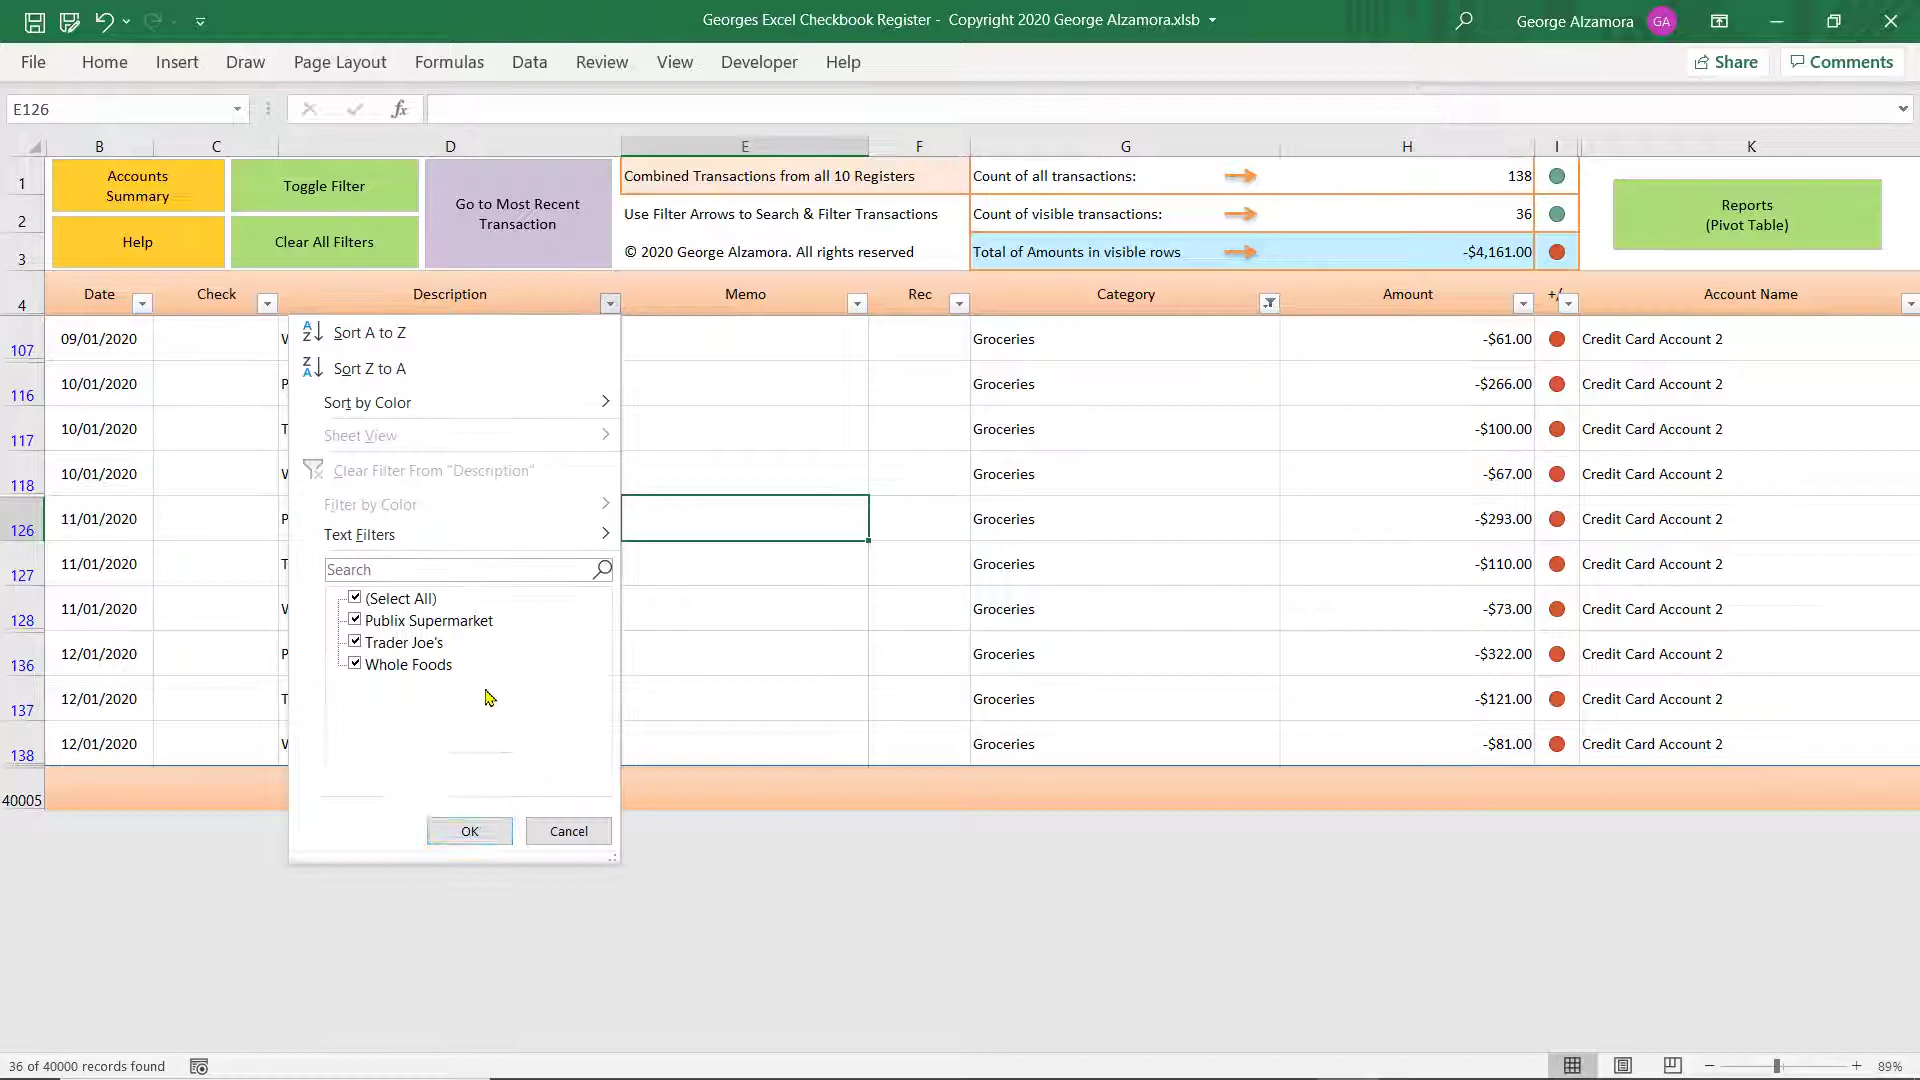 Georges Excel Checkbook Register - Copyright 2020 George Alzamora.xlsb
George Alzamora GA
File Home Insert Draw Page Layout Formulas Data Review View Developer Help Share Comments
E126 fx
B C D E F G H I K
1 Accounts Summary Toggle Filter Go to Most Recent Transaction Combined Transactions from all 10 Registers Count of all transactions: 138 Reports (Pivot Table)
2 Help Clear All Filters Use Filter Arrows to Search & Filter Transactions Count of visible transactions: 36
3 © 2020 George Alzamora. All rights reserved Total of Amounts in visible rows -$4,161.00
4 Date Check Description Memo Rec Category Amount +/ Account Name
107 09/01/2020 W Groceries -$61.00 Credit Card Account 2
116 10/01/2020 P Groceries -$266.00 Credit Card Account 2
117 10/01/2020 T Groceries -$100.00 Credit Card Account 2
118 10/01/2020 W Groceries -$67.00 Credit Card Account 2
126 11/01/2020 P Groceries -$293.00 Credit Card Account 2
127 11/01/2020 T Groceries -$110.00 Credit Card Account 2
128 11/01/2020 W Groceries -$73.00 Credit Card Account 2
136 12/01/2020 P Groceries -$322.00 Credit Card Account 2
137 12/01/2020 T Groceries -$121.00 Credit Card Account 2
138 12/01/2020 W Groceries -$81.00 Credit Card Account 2
40005
Sort A to Z
Sort Z to A
Sort by Color
Sheet View
Clear Filter From "Description"
Filter by Color
Text Filters
Search
(Select All)
Publix Supermarket
Trader Joe's
Whole Foods
OK Cancel
36 of 40000 records found 89%